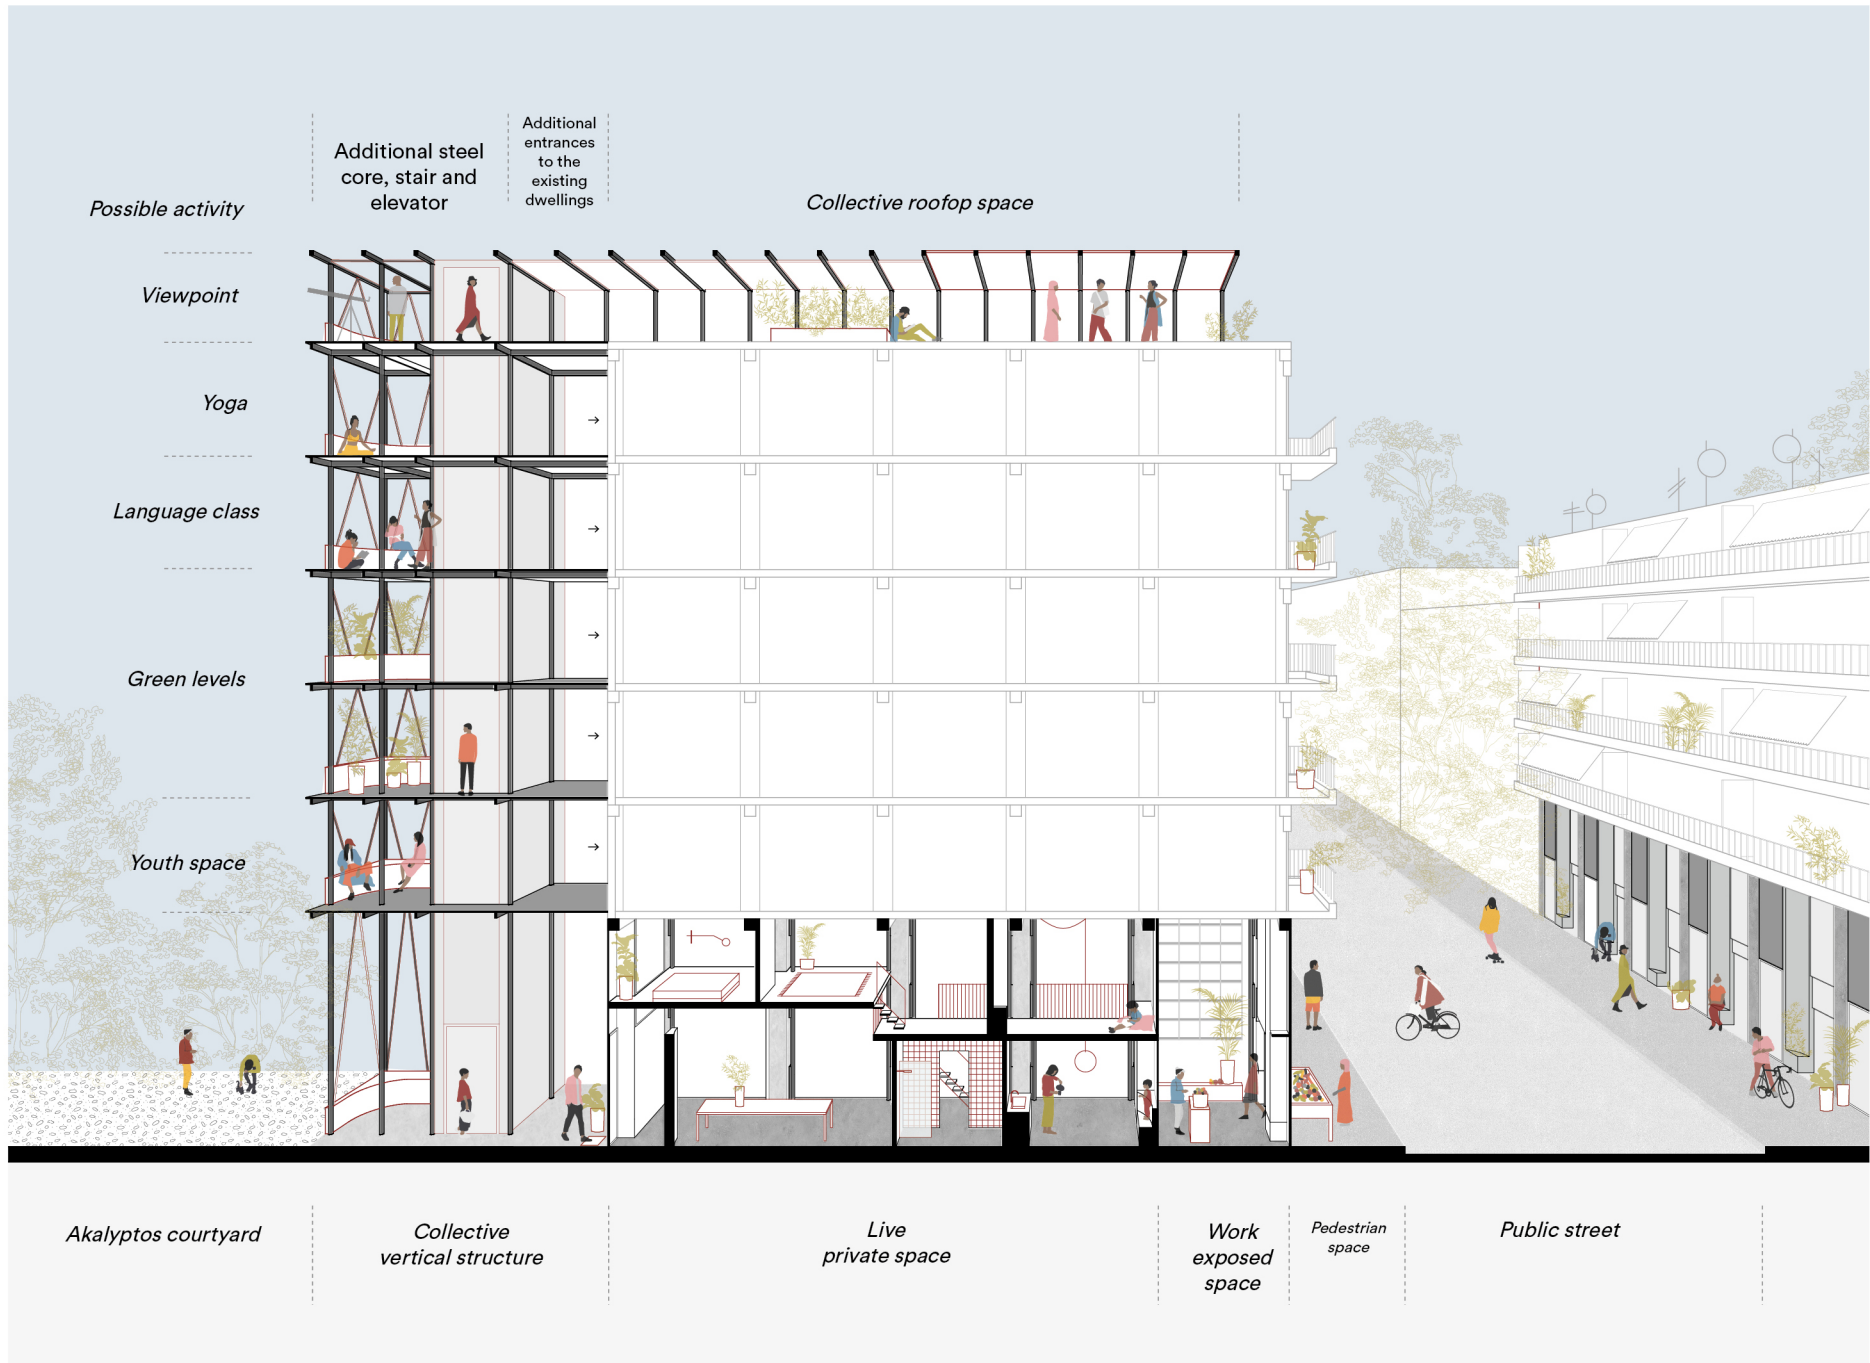 Additional steel
core, stair and
elevator
Additional
entrances
to the
existing
dwellings
Collective roofop space
Possible activity
Viewpoint
Yoga
Language class
Green levels
Youth space
Akalyptos courtyard
Collective
vertical structure
Live
private space
Work
exposed
space
Pedestrian
space
Public street